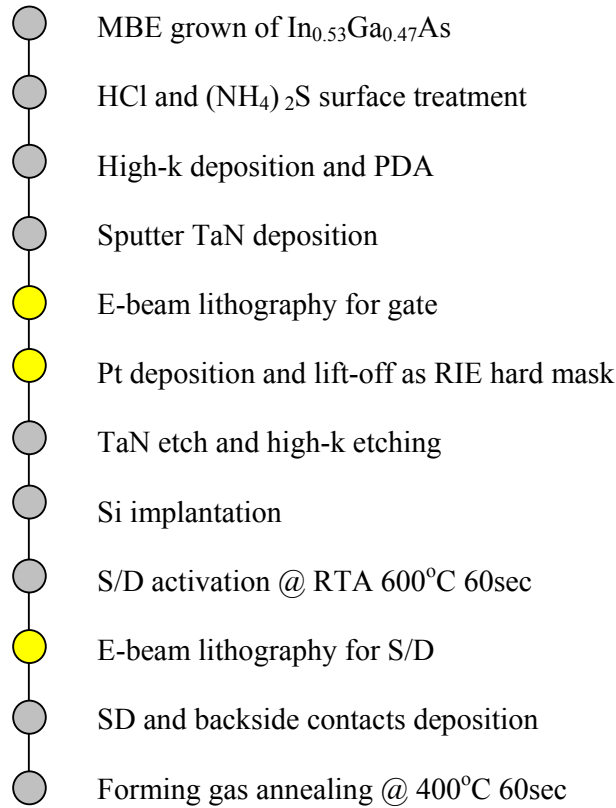 MBE grown of In₀.₅₃Ga₀.₄₇As
HCl and (NH₄) ₂S surface treatment
High-k deposition and PDA
Sputter TaN deposition
E-beam lithography for gate
Pt deposition and lift-off as RIE hard mask
TaN etch and high-k etching
Si implantation
S/D activation @ RTA 600°C 60sec
E-beam lithography for S/D
SD and backside contacts deposition
Forming gas annealing @ 400°C 60sec